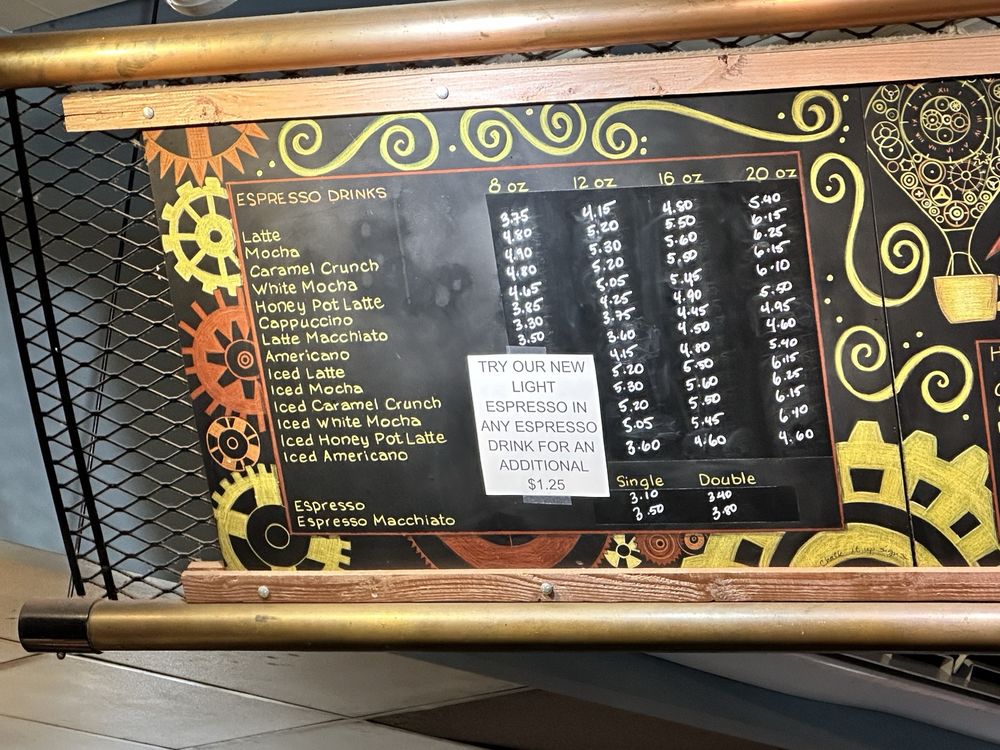 ESPRESSO DRINKS 8 oz 12 oz 16 oz 20 oz
Latte 3.75 4.15 4.80 5.40
Mocha 4.80 5.20 5.50 6.15
Caramel Crunch 4.90 5.30 5.60 6.25
White Mocha 4.80 5.20 5.50 6.15
Honey Pot Latte 4.65 5.05 5.45 6.10
Cappuccino 3.85 4.25 4.90 5.50
Latte Macchiato 3.30 3.75 4.45 4.95
Americano 3.50 3.60 4.50 4.60
Iced Latte 4.15 4.80 5.40
Iced Mocha 5.20 5.50 6.15
Iced Caramel Crunch 5.30 5.60 6.25
Iced White Mocha 5.20 5.50 6.15
Iced Honey Pot Latte 5.05 5.45 6.10
Iced Americano 3.60 4.60 4.60
TRY OUR NEW
LIGHT
ESPRESSO IN
ANY ESPRESSO
DRINK FOR AN
ADDITIONAL
$1.25
Single Double
Espresso 3.10 3.40
Espresso Macchiato 3.50 3.80